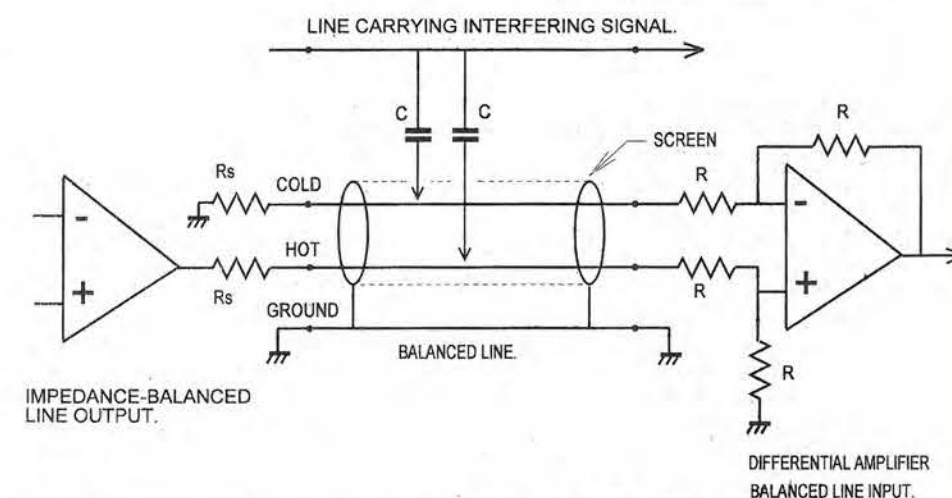 LINE CARRYING INTERFERING SIGNAL.
C
C
R
SCREEN
Rs
COLD
R
-
-
HOT
+
Rs
R
+
GROUND
BALANCED LINE.
R
IMPEDANCE-BALANCED
LINE OUTPUT.
DIFFERENTIAL AMPLIFIER
BALANCED LINE INPUT.